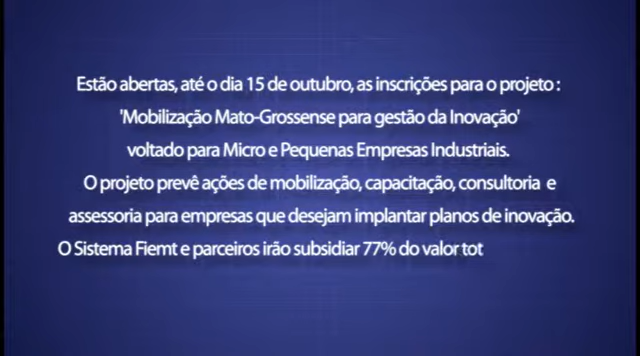 Estão abertas, até o dia 15 de outubro, as inscrições para o projeto :
'Mobilização Mato-Grossense para gestão da Inovação'
voltado para Micro e Pequenas Empresas Industriais.
O projeto prevê ações de mobilização, capacitação, consultoria e
assessoria para empresas que desejam implantar planos de inovação.
O Sistema Fiemt e parceiros irão subsidiar 77% do valor tot